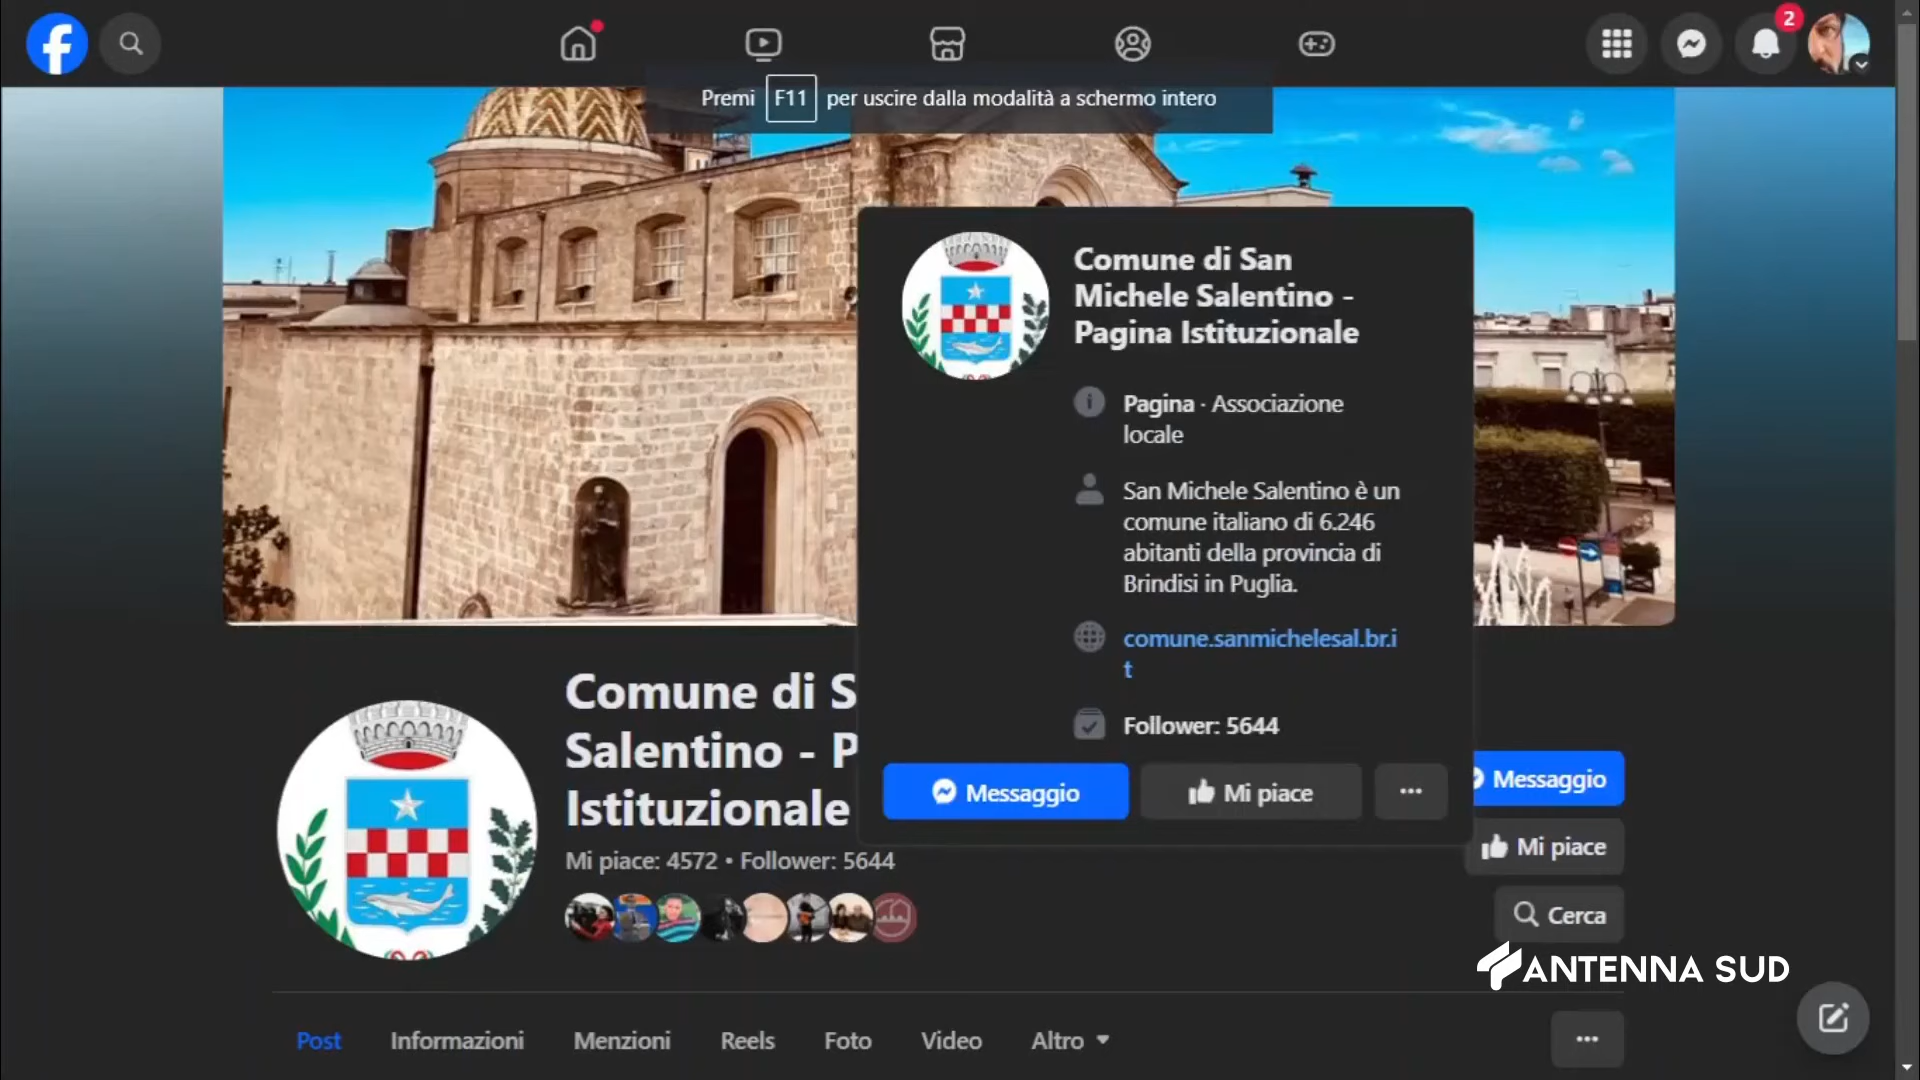 2
Premi F11 per uscire dalla modalità a schermo intero
Comune di San
Michele Salentino -
Pagina Istituzionale
Pagina · Associazione
locale
San Michele Salentino è un
comune italiano di 6.246
abitanti della provincia di
Brindisi in Puglia.
comune.sanmichelesal.br.i
t
Follower: 5644
Messaggio
Mi piace
Comune di S
Salentino - P
Istituzionale
Mi piace: 4572 • Follower: 5644
Messaggio
Mi piace
Cerca
ANTENNA SUD
Post Informazioni Menzioni Reels Foto Video Altro